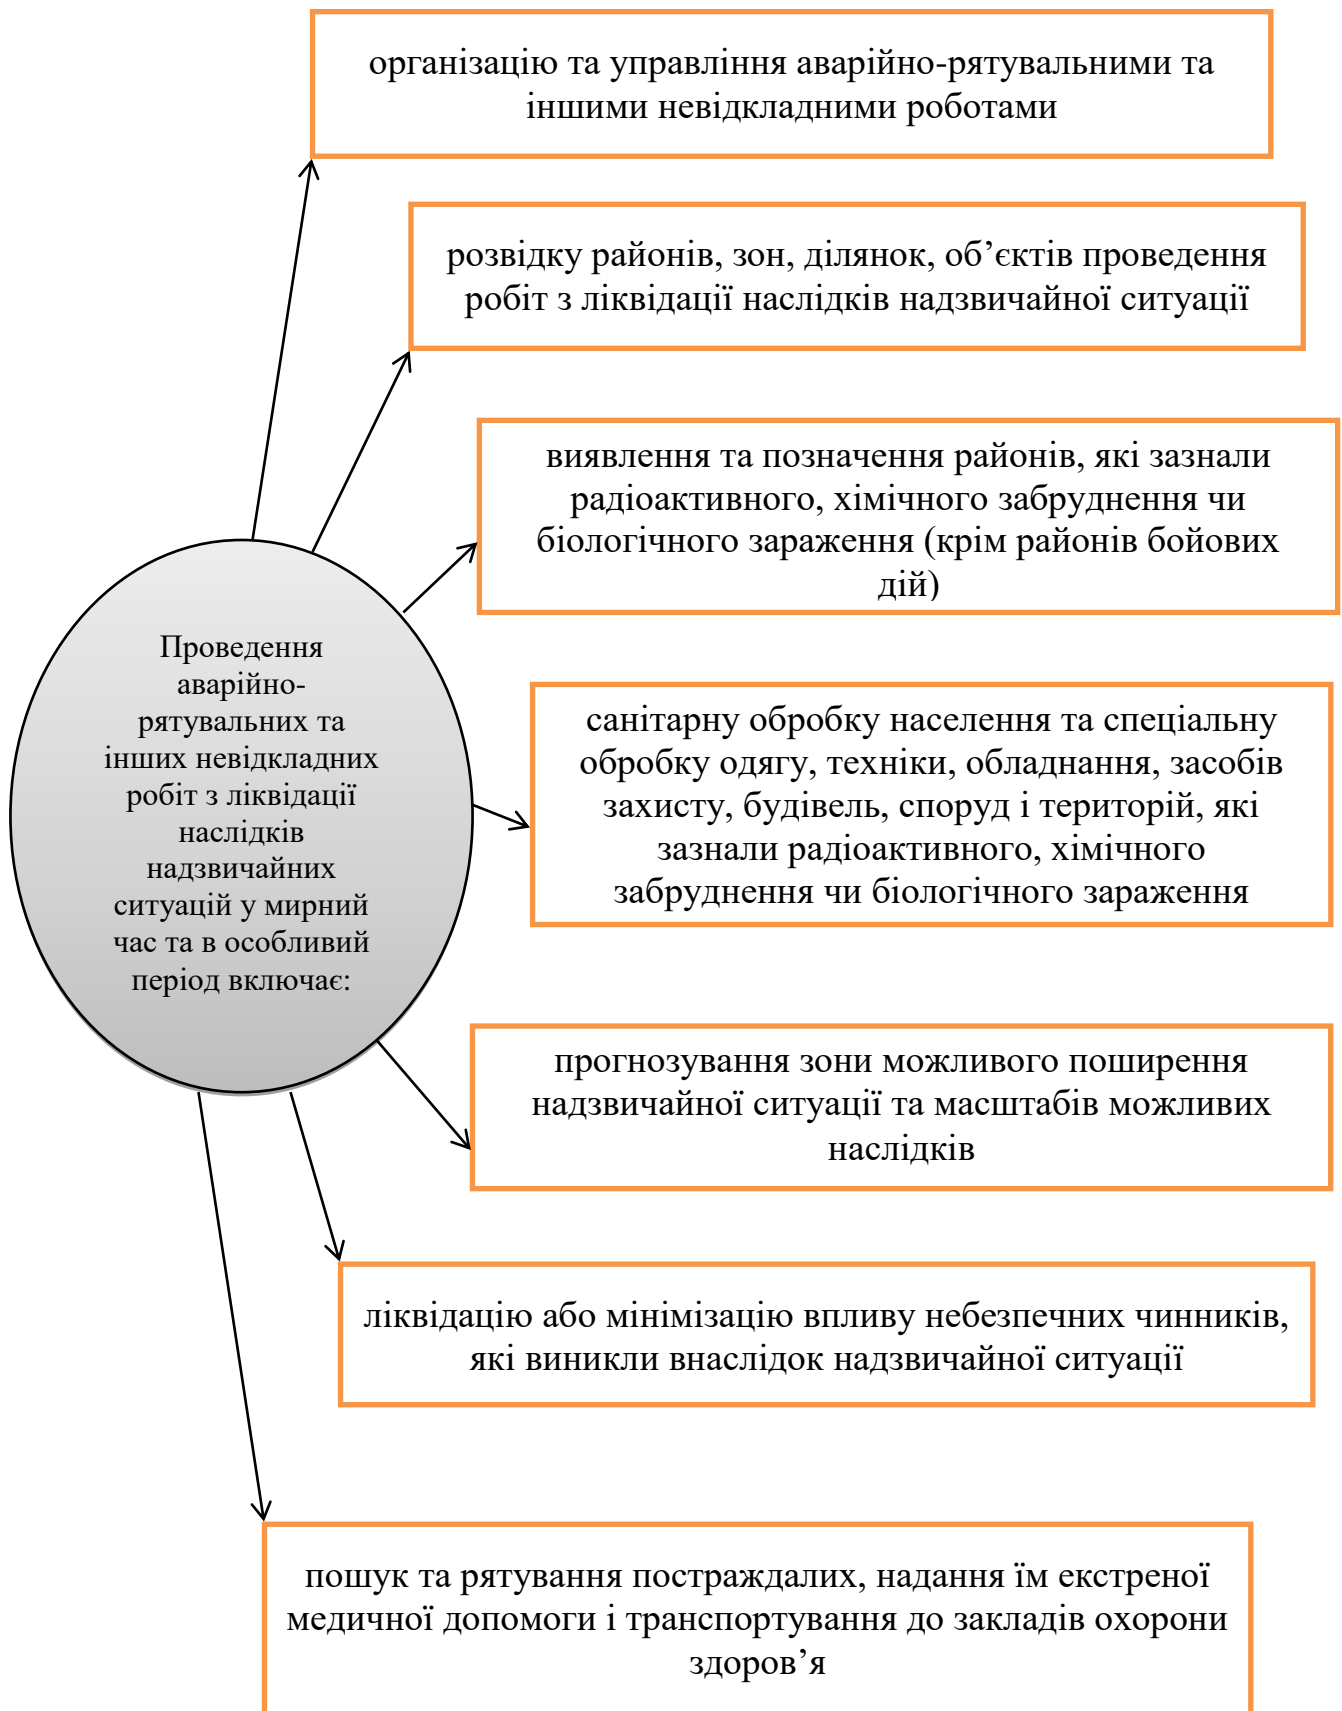 організацію та управління аварійно-рятувальними та
іншими невідкладними роботами
розвідку районів, зон, ділянок, об’єктів проведення
робіт з ліквідації наслідків надзвичайної ситуації
виявлення та позначення районів, які зазнали
радіоактивного, хімічного забруднення чи
біологічного зараження (крім районів бойових
дій)
Проведення
аварійно-
рятувальних та
інших невідкладних
робіт з ліквідації
наслідків
надзвичайних
ситуацій у мирний
час та в особливий
період включає:
санітарну обробку населення та спеціальну
обробку одягу, техніки, обладнання, засобів
захисту, будівель, споруд і територій, які
зазнали радіоактивного, хімічного
забруднення чи біологічного зараження
прогнозування зони можливого поширення
надзвичайної ситуації та масштабів можливих
наслідків
ліквідацію або мінімізацію впливу небезпечних чинників,
які виникли внаслідок надзвичайної ситуації
пошук та рятування постраждалих, надання їм екстреної
медичної допомоги і транспортування до закладів охорони
здоров’я